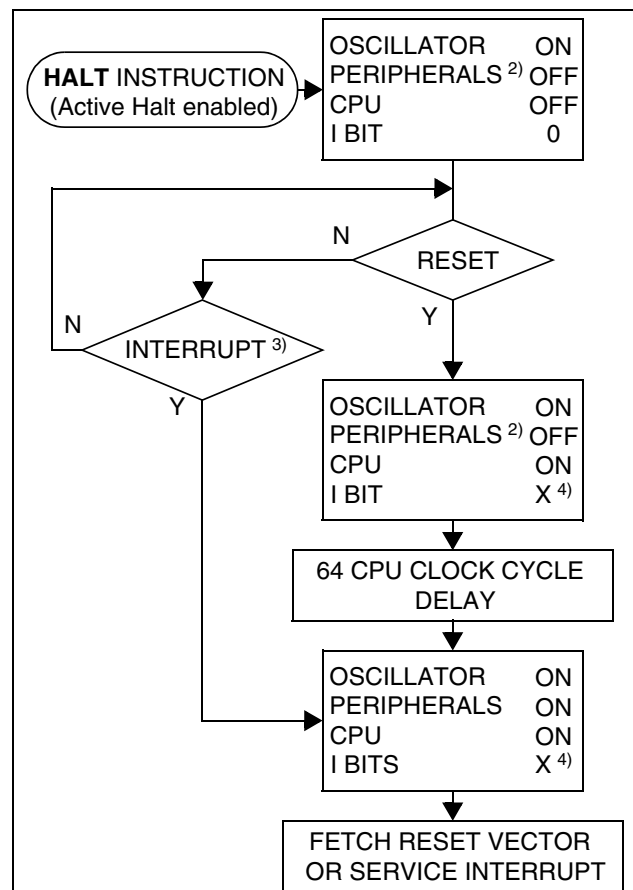 HALT INSTRUCTION
(Active Halt enabled)
OSCILLATOR ON
PERIPHERALS 2) OFF
CPU OFF
I BIT 0
N
RESET
Y
N
INTERRUPT 3)
Y
OSCILLATOR ON
PERIPHERALS 2) OFF
CPU ON
I BIT X 4)
64 CPU CLOCK CYCLE
DELAY
OSCILLATOR ON
PERIPHERALS ON
CPU ON
I BITS X 4)
FETCH RESET VECTOR
OR SERVICE INTERRUPT